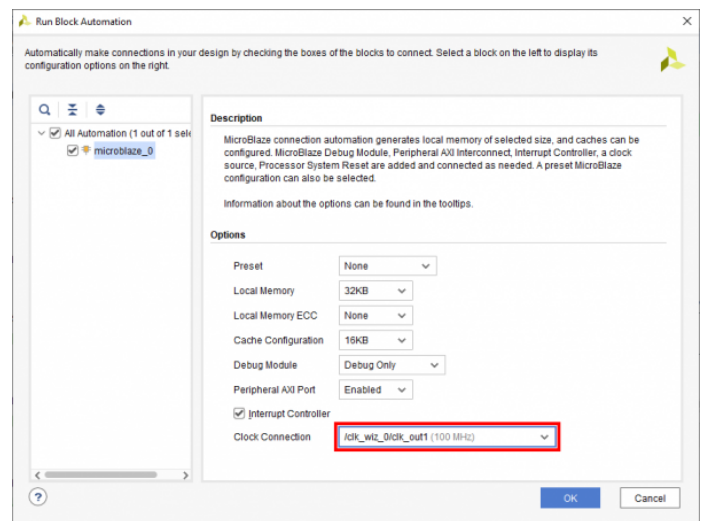 Run Block Automation
Automatically make connections in your design by checking the boxes of the blocks to connect. Select a block on the left to display its
configuration options on the right.
All Automation (1 out of 1 sele
microblaze_0
Description
MicroBlaze connection automation generates local memory of selected size, and caches can be
configured. MicroBlaze Debug Module, Peripheral AXI Interconnect, Interrupt Controller, a clock
source, Processor System Reset are added and connected as needed. A preset MicroBlaze
configuration can also be selected.
Information about the options can be found in the tooltips.
Options
Preset None
Local Memory 32KB
Local Memory ECC None
Cache Configuration 16KB
Debug Module Debug Only
Peripheral AXI Port Enabled
Interrupt Controller
Clock Connection /clk_wiz_0/clk_out1 (100 MHz)
? OK Cancel